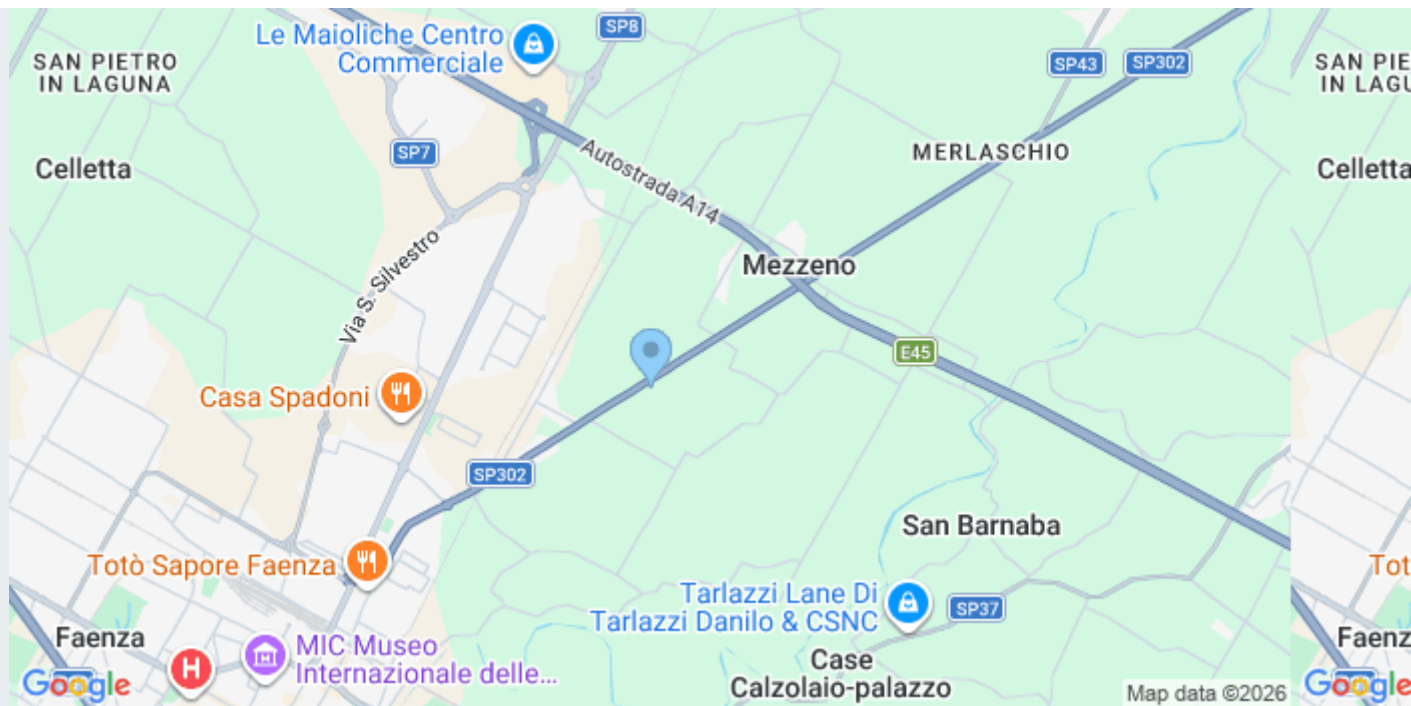 Le Maioliche Centro
Commerciale
SP8
SAN PIETRO
IN LAGUNA
SP43
SP302
SAN PIE
IN LAGU
SP7
Autostrada A14
MERLASCHIO
Celletta
Celletta
Via S. Silvestro
Mezzeno
E45
Casa Spadoni
SP302
San Barnaba
Totò Sapore Faenza
Tot
Tarlazzi Lane Di
Tarlazzi Danilo & CSNC
SP37
Faenza
Faenz
H
MIC Museo
Internazionale delle...
Case
Calzolaio-palazzo
Google
Map data ©2026
Google